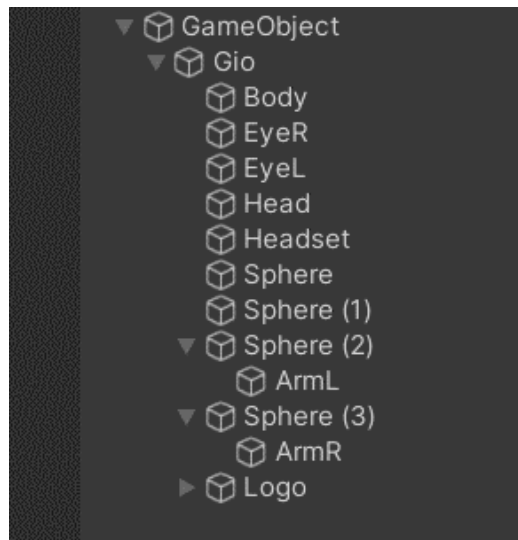 GameObject
Gio
Body
EyeR
EyeL
Head
Headset
Sphere
Sphere (1)
Sphere (2)
ArmL
Sphere (3)
ArmR
Logo